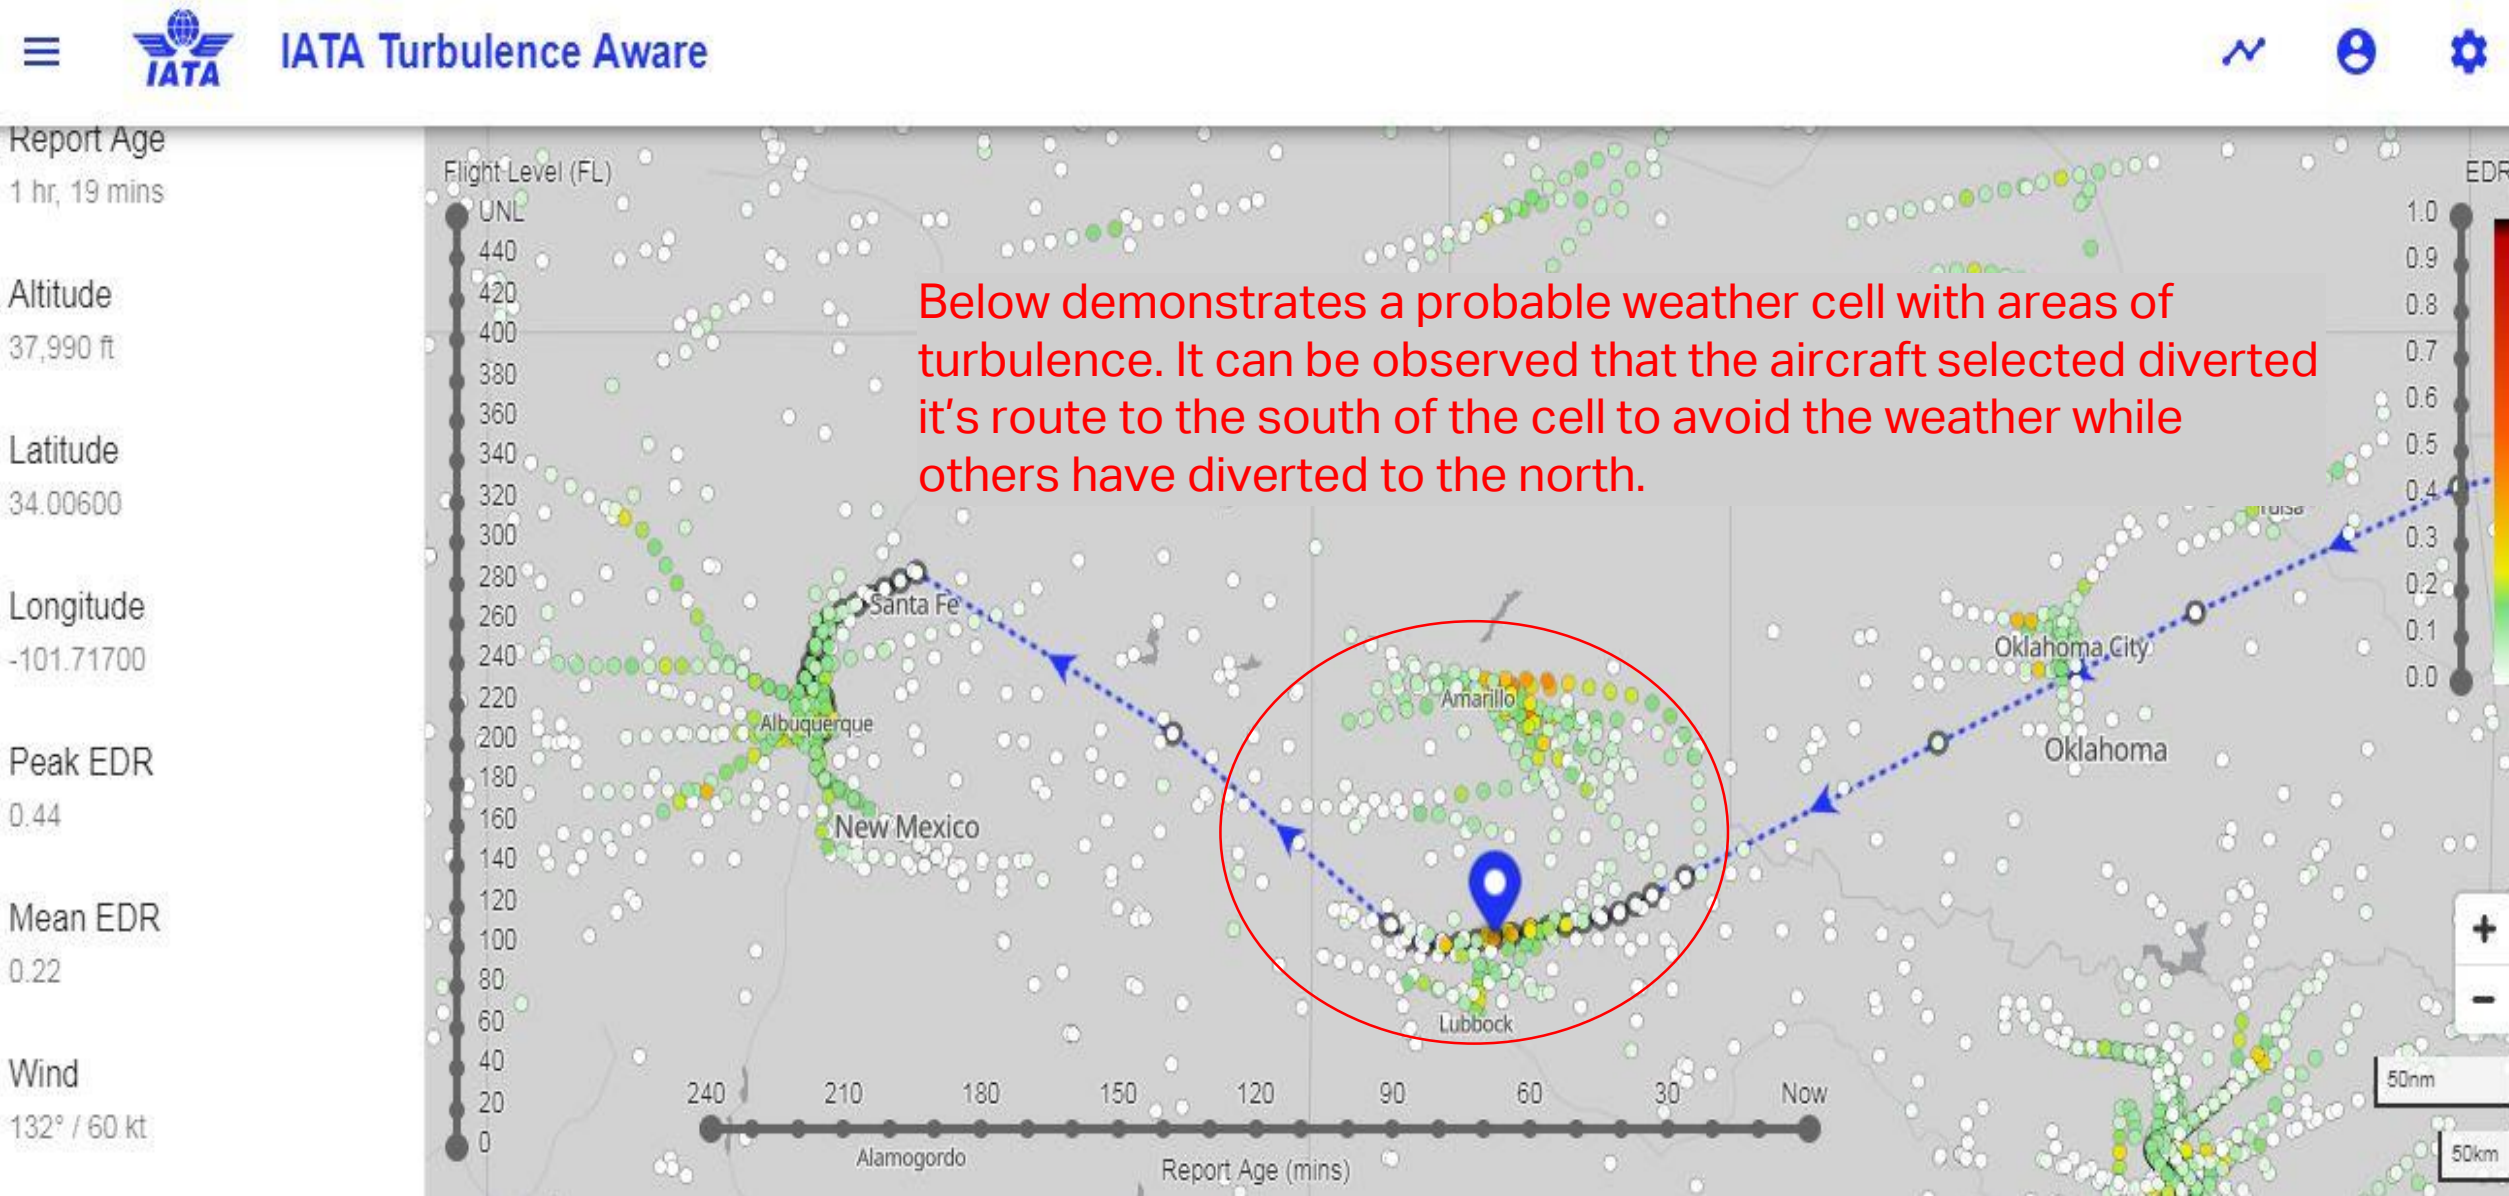 IATA
IATA Turbulence Aware
Report Age
1 hr, 19 mins
Altitude
37,990 ft
Latitude
34.00600
Longitude
-101.71700
Peak EDR
0.44
Mean EDR
0.22
Wind
132° / 60 kt
Flight Level (FL)
UNL
440
420
400
380
360
340
320
300
280
260
240
220
200
180
160
140
120
100
80
60
40
20
0
Below demonstrates a probable weather cell with areas of
turbulence. It can be observed that the aircraft selected diverted
it's route to the south of the cell to avoid the weather while
others have diverted to the north.
EDR
1.0
0.9
0.8
0.7
0.6
0.5
0.4
0.3
0.2
0.1
0.0
Tulsa
Santa Fe
Oklahoma City
Amarillo
Albuquerque
Oklahoma
New Mexico
Lubbock
240 210 180 150 120 90 60 30 Now
Alamogordo
Report Age (mins)
+
−
50nm
50km